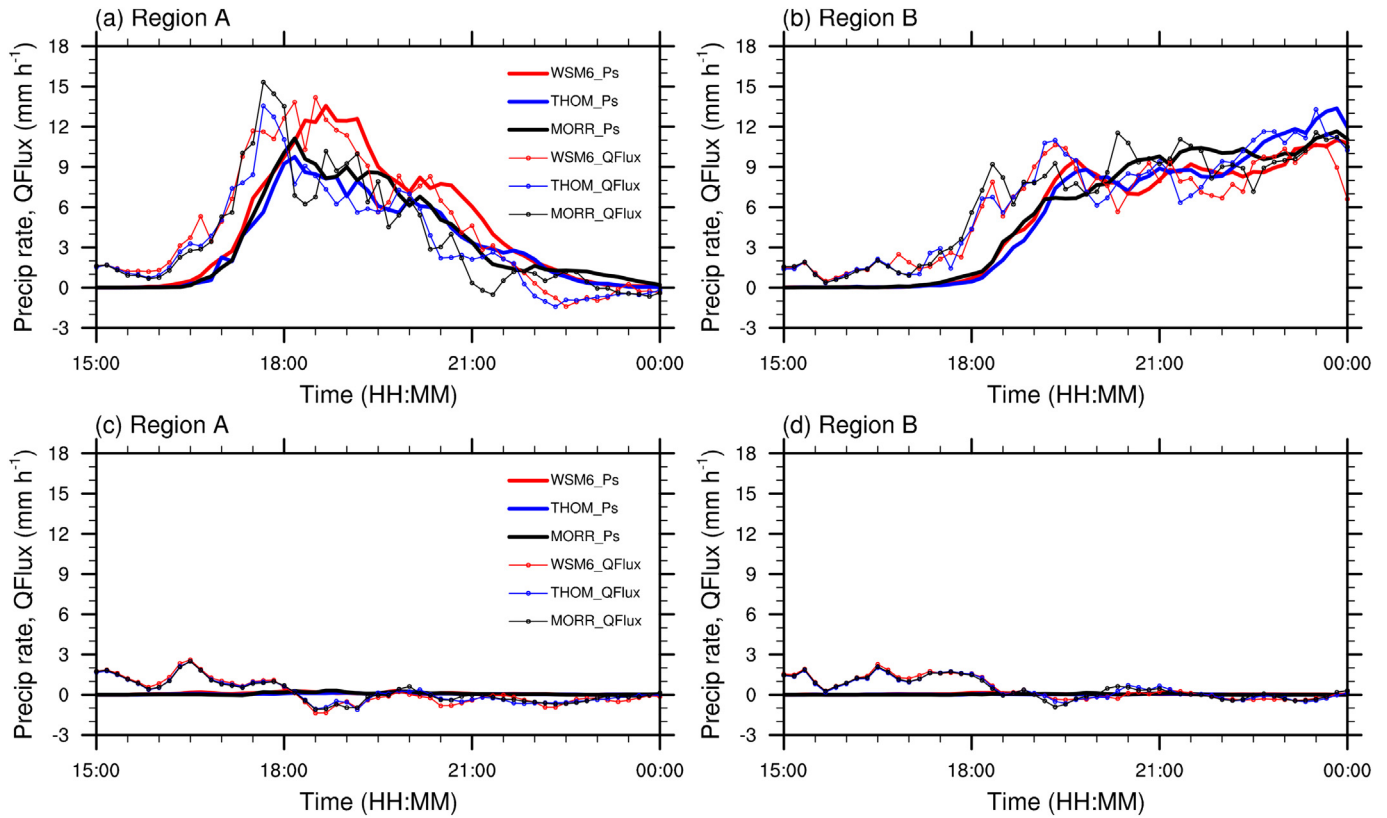 (a) Region A
Precip rate, QFlux (mm h-1)
18
15
12
9
6
3
0
-3
WSM6_Ps
THOM_Ps
MORR_Ps
WSM6_QFlux
THOM_QFlux
MORR_QFlux
15:00 18:00 21:00 00:00
Time (HH:MM)
(b) Region B
Precip rate, QFlux (mm h-1)
18
15
12
9
6
3
0
-3
15:00 18:00 21:00 00:00
Time (HH:MM)
(c) Region A
Precip rate, QFlux (mm h-1)
18
15
12
9
6
3
0
-3
WSM6_Ps
THOM_Ps
MORR_Ps
WSM6_QFlux
THOM_QFlux
MORR_QFlux
15:00 18:00 21:00 00:00
Time (HH:MM)
(d) Region B
Precip rate, QFlux (mm h-1)
18
15
12
9
6
3
0
-3
15:00 18:00 21:00 00:00
Time (HH:MM)